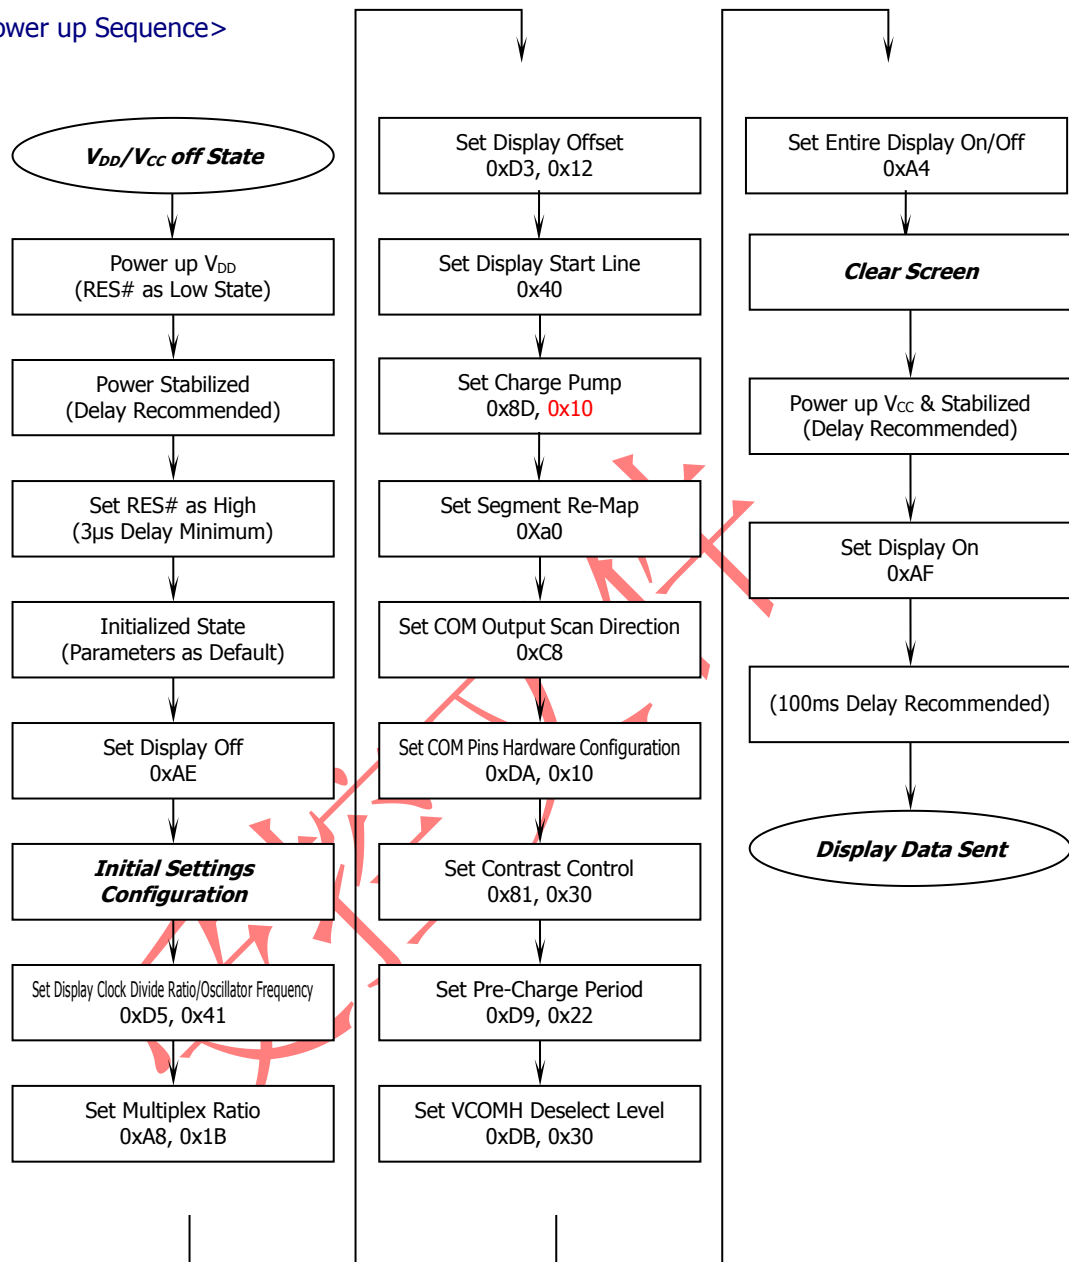 ower up Sequence>
VDD/VCC off State
Power up VDD
(RES# as Low State)
Power Stabilized
(Delay Recommended)
Set RES# as High
(3μs Delay Minimum)
Initialized State
(Parameters as Default)
Set Display Off
0xAE
Initial Settings
Configuration
Set Display Clock Divide Ratio/Oscillator Frequency
0xD5, 0x41
Set Multiplex Ratio
0xA8, 0x1B
Set Display Offset
0xD3, 0x12
Set Display Start Line
0x40
Set Charge Pump
0x8D, 0x10
Set Segment Re-Map
0Xa0
Set COM Output Scan Direction
0xC8
Set COM Pins Hardware Configuration
0xDA, 0x10
Set Contrast Control
0x81, 0x30
Set Pre-Charge Period
0xD9, 0x22
Set VCOMH Deselect Level
0xDB, 0x30
Set Entire Display On/Off
0xA4
Clear Screen
Power up VCC & Stabilized
(Delay Recommended)
Set Display On
0xAF
(100ms Delay Recommended)
Display Data Sent